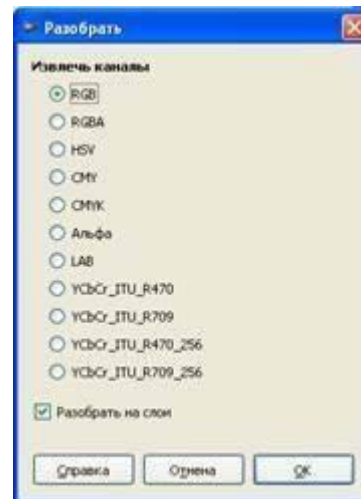 Разобрать
Извлечь каналы
RGB
RGBA
HSV
CMY
CMYK
Альфа
LAB
YCbCr_ITU_R470
YCbCr_ITU_R709
YCbCr_ITU_R470_256
YCbCr_ITU_R709_256
Разобрать на слои
Справка Отмена OK